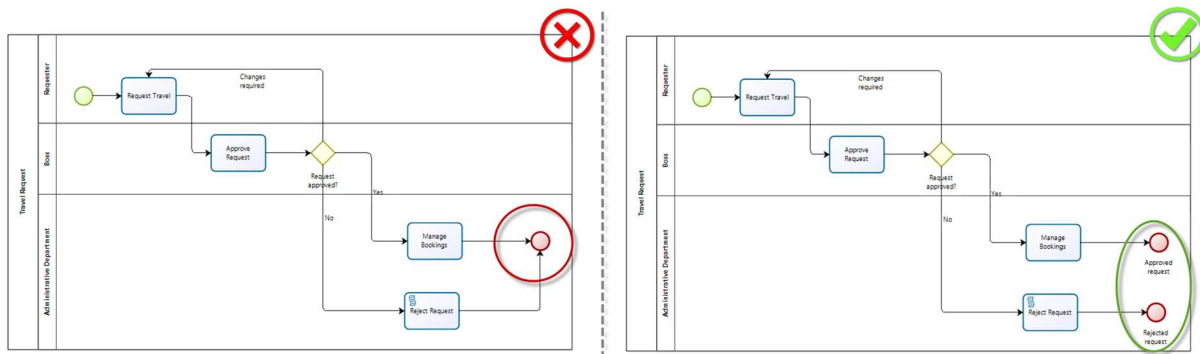 Travel Request
Requester
Boss
Administrative Department
Request Travel
Changes
required
Approve
Request
Request
approved?
Yes
No
Manage
Bookings
Reject Request
Travel Request
Requester
Boss
Administrative Department
Request Travel
Changes
required
Approve
Request
Request
approved?
Yes
No
Manage
Bookings
Approved
request
Reject Request
Rejected
request